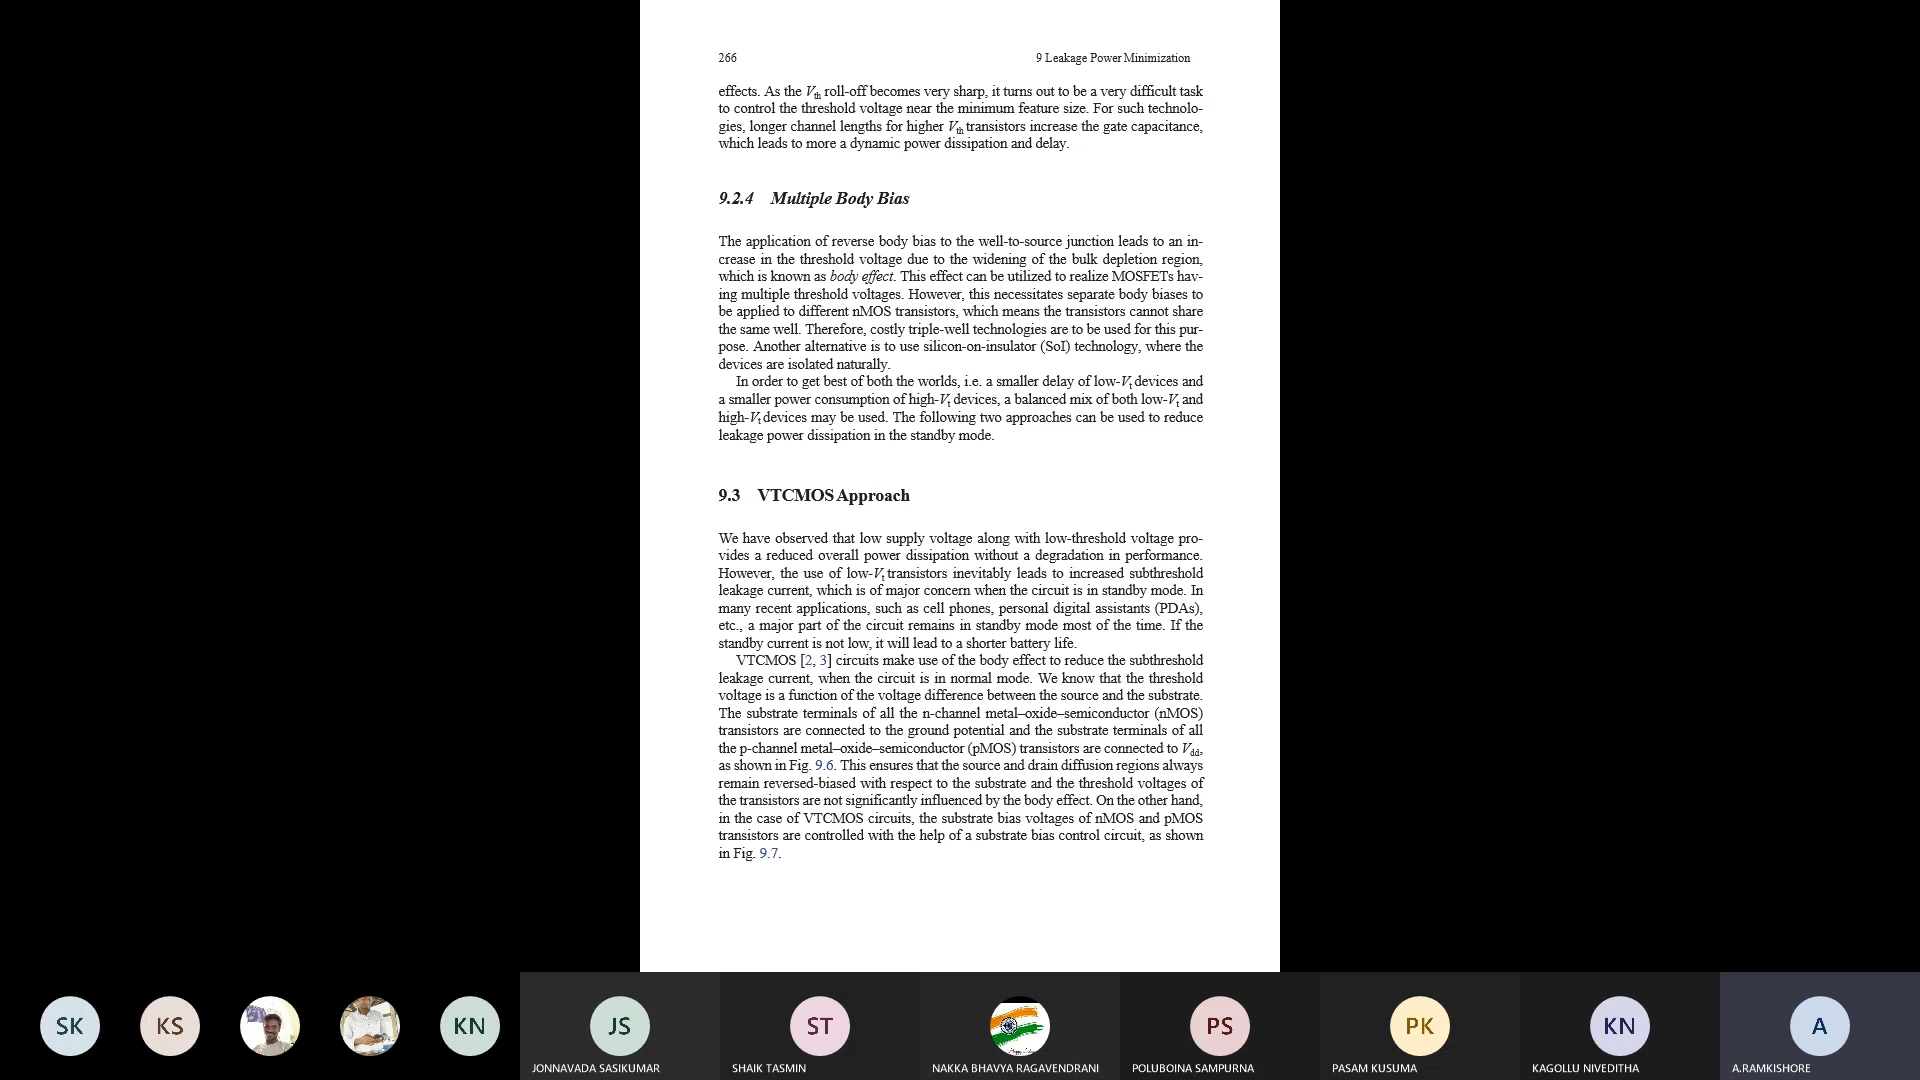 266 9 Leakage Power Minimization
effects. As the Vth roll-off becomes very sharp, it turns out to be a very difficult task
to control the threshold voltage near the minimum feature size. For such technolo-
gies, longer channel lengths for higher Vth transistors increase the gate capacitance,
which leads to more a dynamic power dissipation and delay.
9.2.4 Multiple Body Bias
The application of reverse body bias to the well-to-source junction leads to an in-
crease in the threshold voltage due to the widening of the bulk depletion region,
which is known as body effect. This effect can be utilized to realize MOSFETs hav-
ing multiple threshold voltages. However, this necessitates separate body biases to
be applied to different nMOS transistors, which means the transistors cannot share
the same well. Therefore, costly triple-well technologies are to be used for this pur-
pose. Another alternative is to use silicon-on-insulator (SoI) technology, where the
devices are isolated naturally.
In order to get best of both the worlds, i.e. a smaller delay of low-Vt devices and
a smaller power consumption of high-Vt devices, a balanced mix of both low-Vt and
high-Vt devices may be used. The following two approaches can be used to reduce
leakage power dissipation in the standby mode.
9.3 VTCMOS Approach
We have observed that low supply voltage along with low-threshold voltage pro-
vides a reduced overall power dissipation without a degradation in performance.
However, the use of low-Vt transistors inevitably leads to increased subthreshold
leakage current, which is of major concern when the circuit is in standby mode. In
many recent applications, such as cell phones, personal digital assistants (PDAs),
etc., a major part of the circuit remains in standby mode most of the time. If the
standby current is not low, it will lead to a shorter battery life.
VTCMOS [2, 3] circuits make use of the body effect to reduce the subthreshold
leakage current, when the circuit is in normal mode. We know that the threshold
voltage is a function of the voltage difference between the source and the substrate.
The substrate terminals of all the n-channel metal–oxide–semiconductor (nMOS)
transistors are connected to the ground potential and the substrate terminals of all
the p-channel metal–oxide–semiconductor (pMOS) transistors are connected to Vdd,
as shown in Fig. 9.6. This ensures that the source and drain diffusion regions always
remain reversed-biased with respect to the substrate and the threshold voltages of
the transistors are not significantly influenced by the body effect. On the other hand,
in the case of VTCMOS circuits, the substrate bias voltages of nMOS and pMOS
transistors are controlled with the help of a substrate bias control circuit, as shown
in Fig. 9.7.
SK KS KN JS ST PS PK KN A
JONNAVADA SASIKUMAR SHAIK TASMIN NAKKA BHAVYA RAGAVENDRANI POLUBOINA SAMPURNA PASAM KUSUMA KAGOLLU NIVEDITHA A.RAMKISHORE